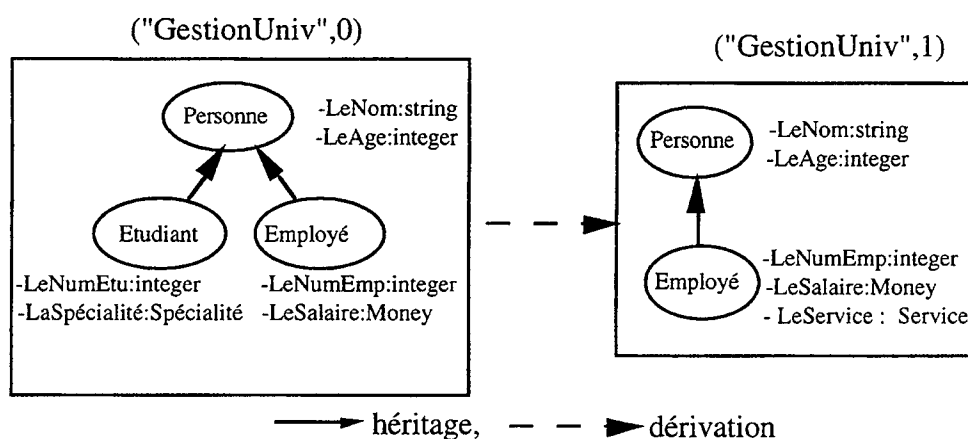 ("GestionUniv",0)
Personne
-LeNom:string
-LeAge:integer
Etudiant
Employé
-LeNumEtu:integer
-LaSpécialité:Spécialité
-LeNumEmp:integer
-LeSalaire:Money
("GestionUniv",1)
Personne
-LeNom:string
-LeAge:integer
Employé
-LeNumEmp:integer
-LeSalaire:Money
- LeService : Service
héritage,
dérivation